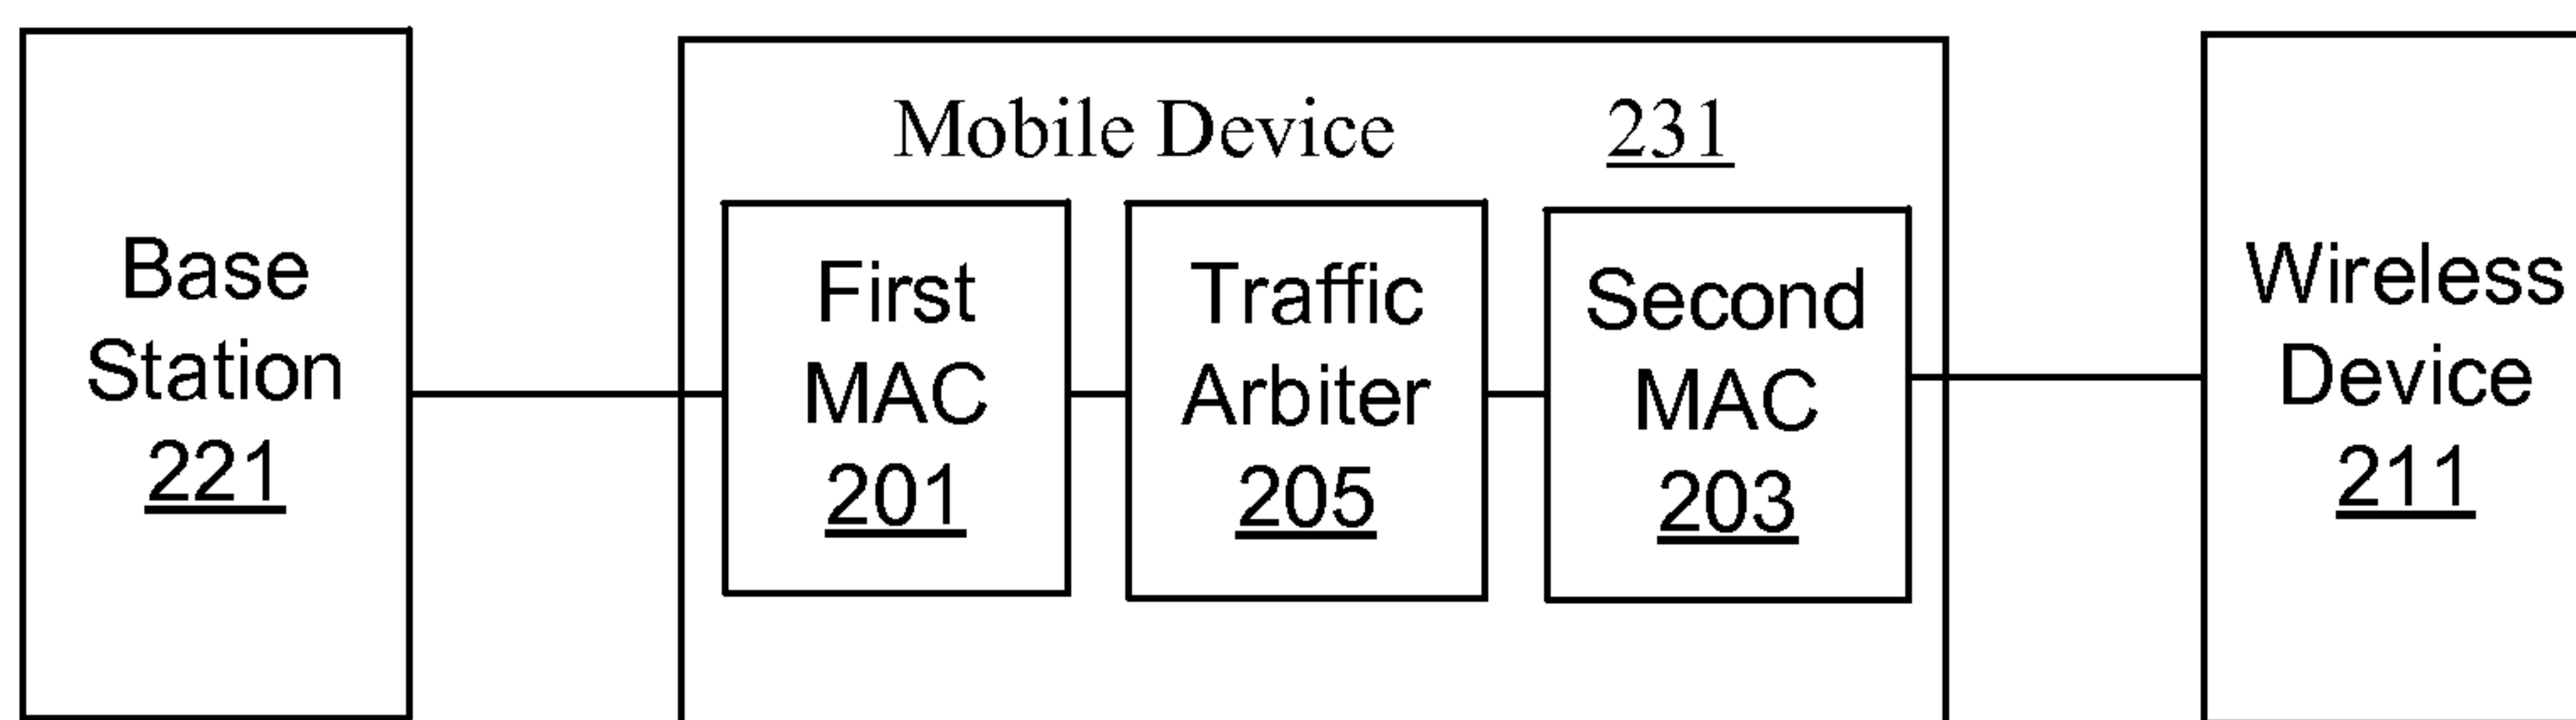 Base
Station
221
Mobile Device 231
First
MAC
201
Traffic
Arbiter
205
Second
MAC
203
Wireless
Device
211